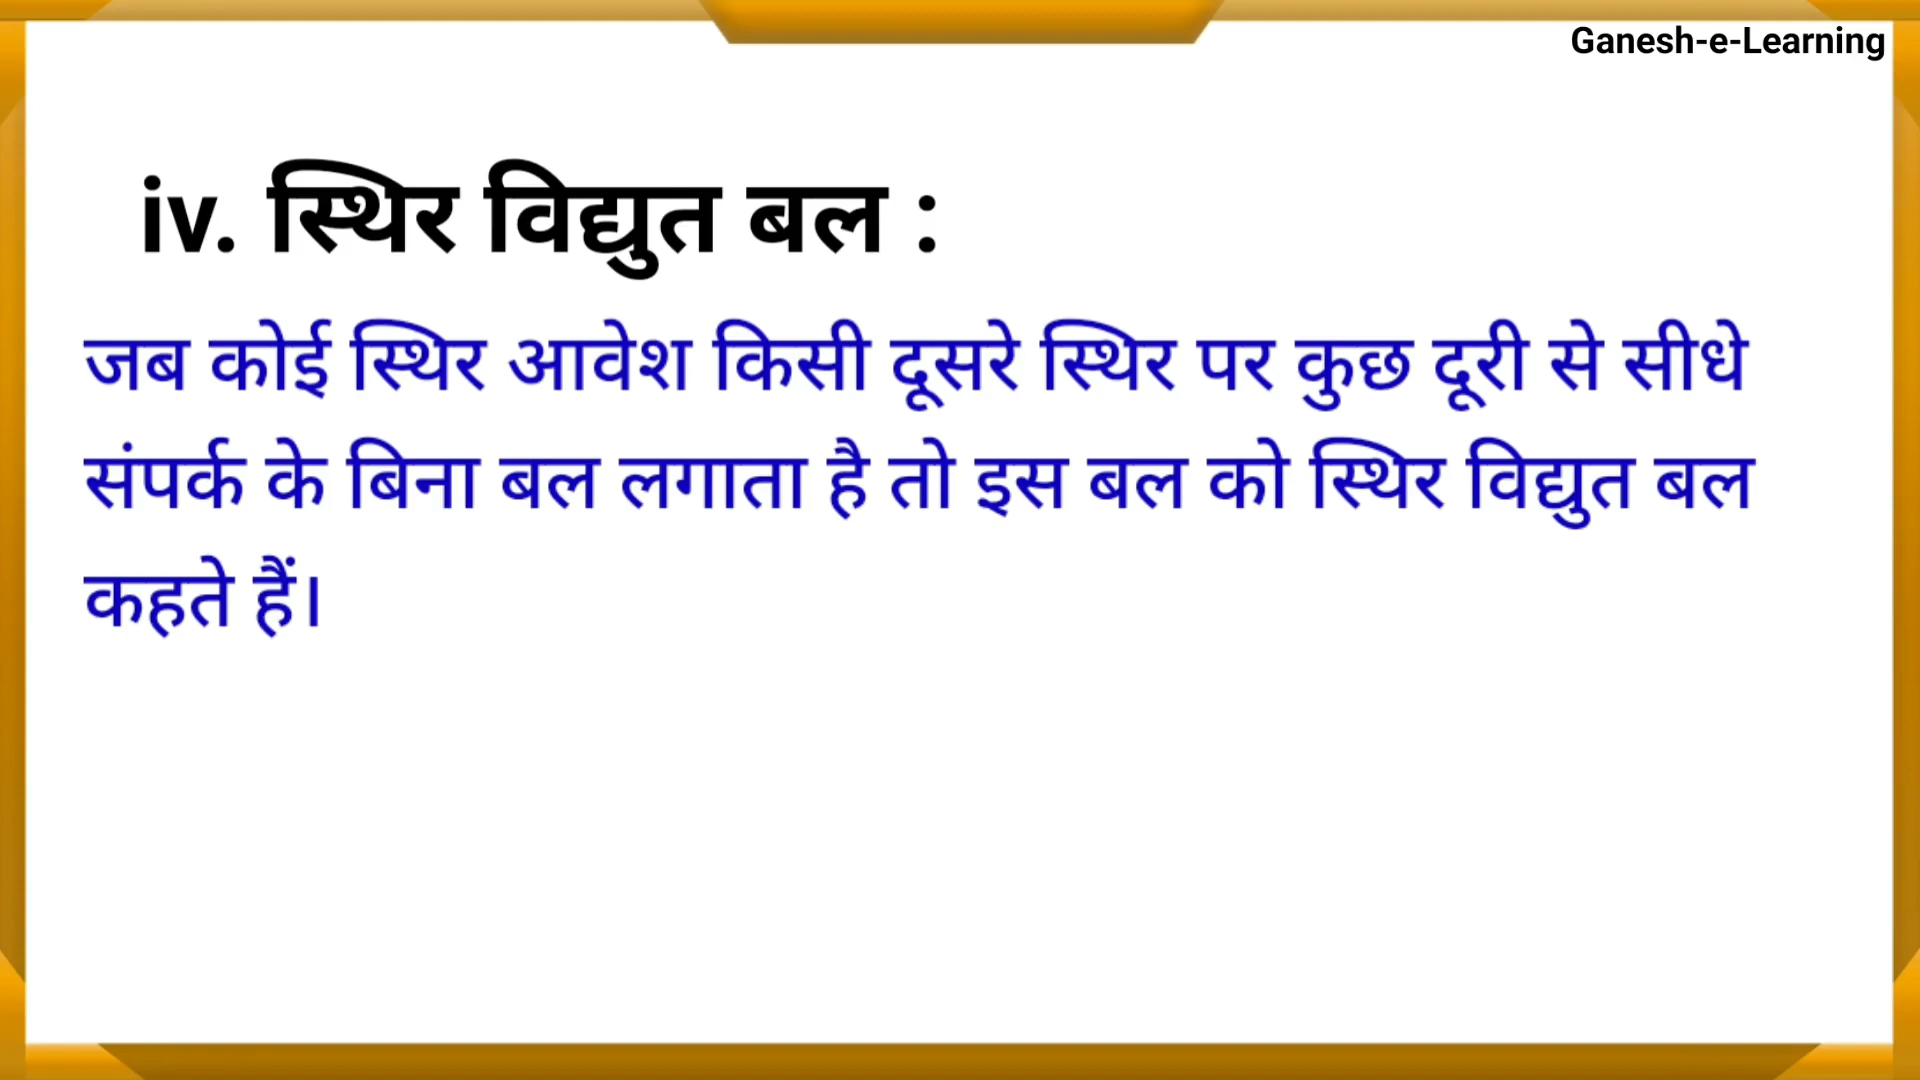 Ganesh-e-Learning
iv. स्थिर विद्युत बल :
जब कोई स्थिर आवेश किसी दूसरे स्थिर पर कुछ दूरी से सीधे
संपर्क के बिना बल लगाता है तो इस बल को स्थिर विद्युत बल
कहते हैं।